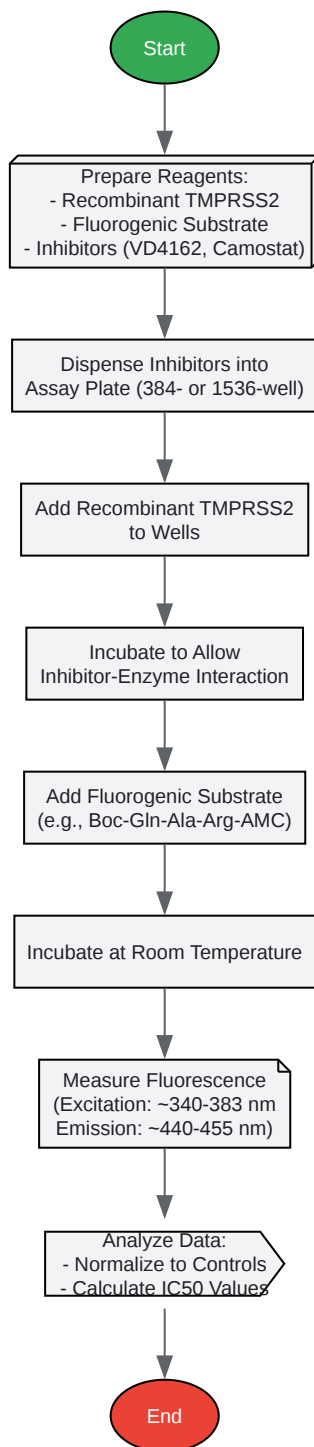 Start
Prepare Reagents:
- Recombinant TMPRSS2
- Fluorogenic Substrate
- Inhibitors (VD4162, Camostat)
Dispense Inhibitors into
Assay Plate (384- or 1536-well)
Add Recombinant TMPRSS2
to Wells
Incubate to Allow
Inhibitor-Enzyme Interaction
Add Fluorogenic Substrate
(e.g., Boc-Gln-Ala-Arg-AMC)
Incubate at Room Temperature
Measure Fluorescence
(Excitation: ~340-383 nm
Emission: ~440-455 nm)
Analyze Data:
- Normalize to Controls
- Calculate IC50 Values
End